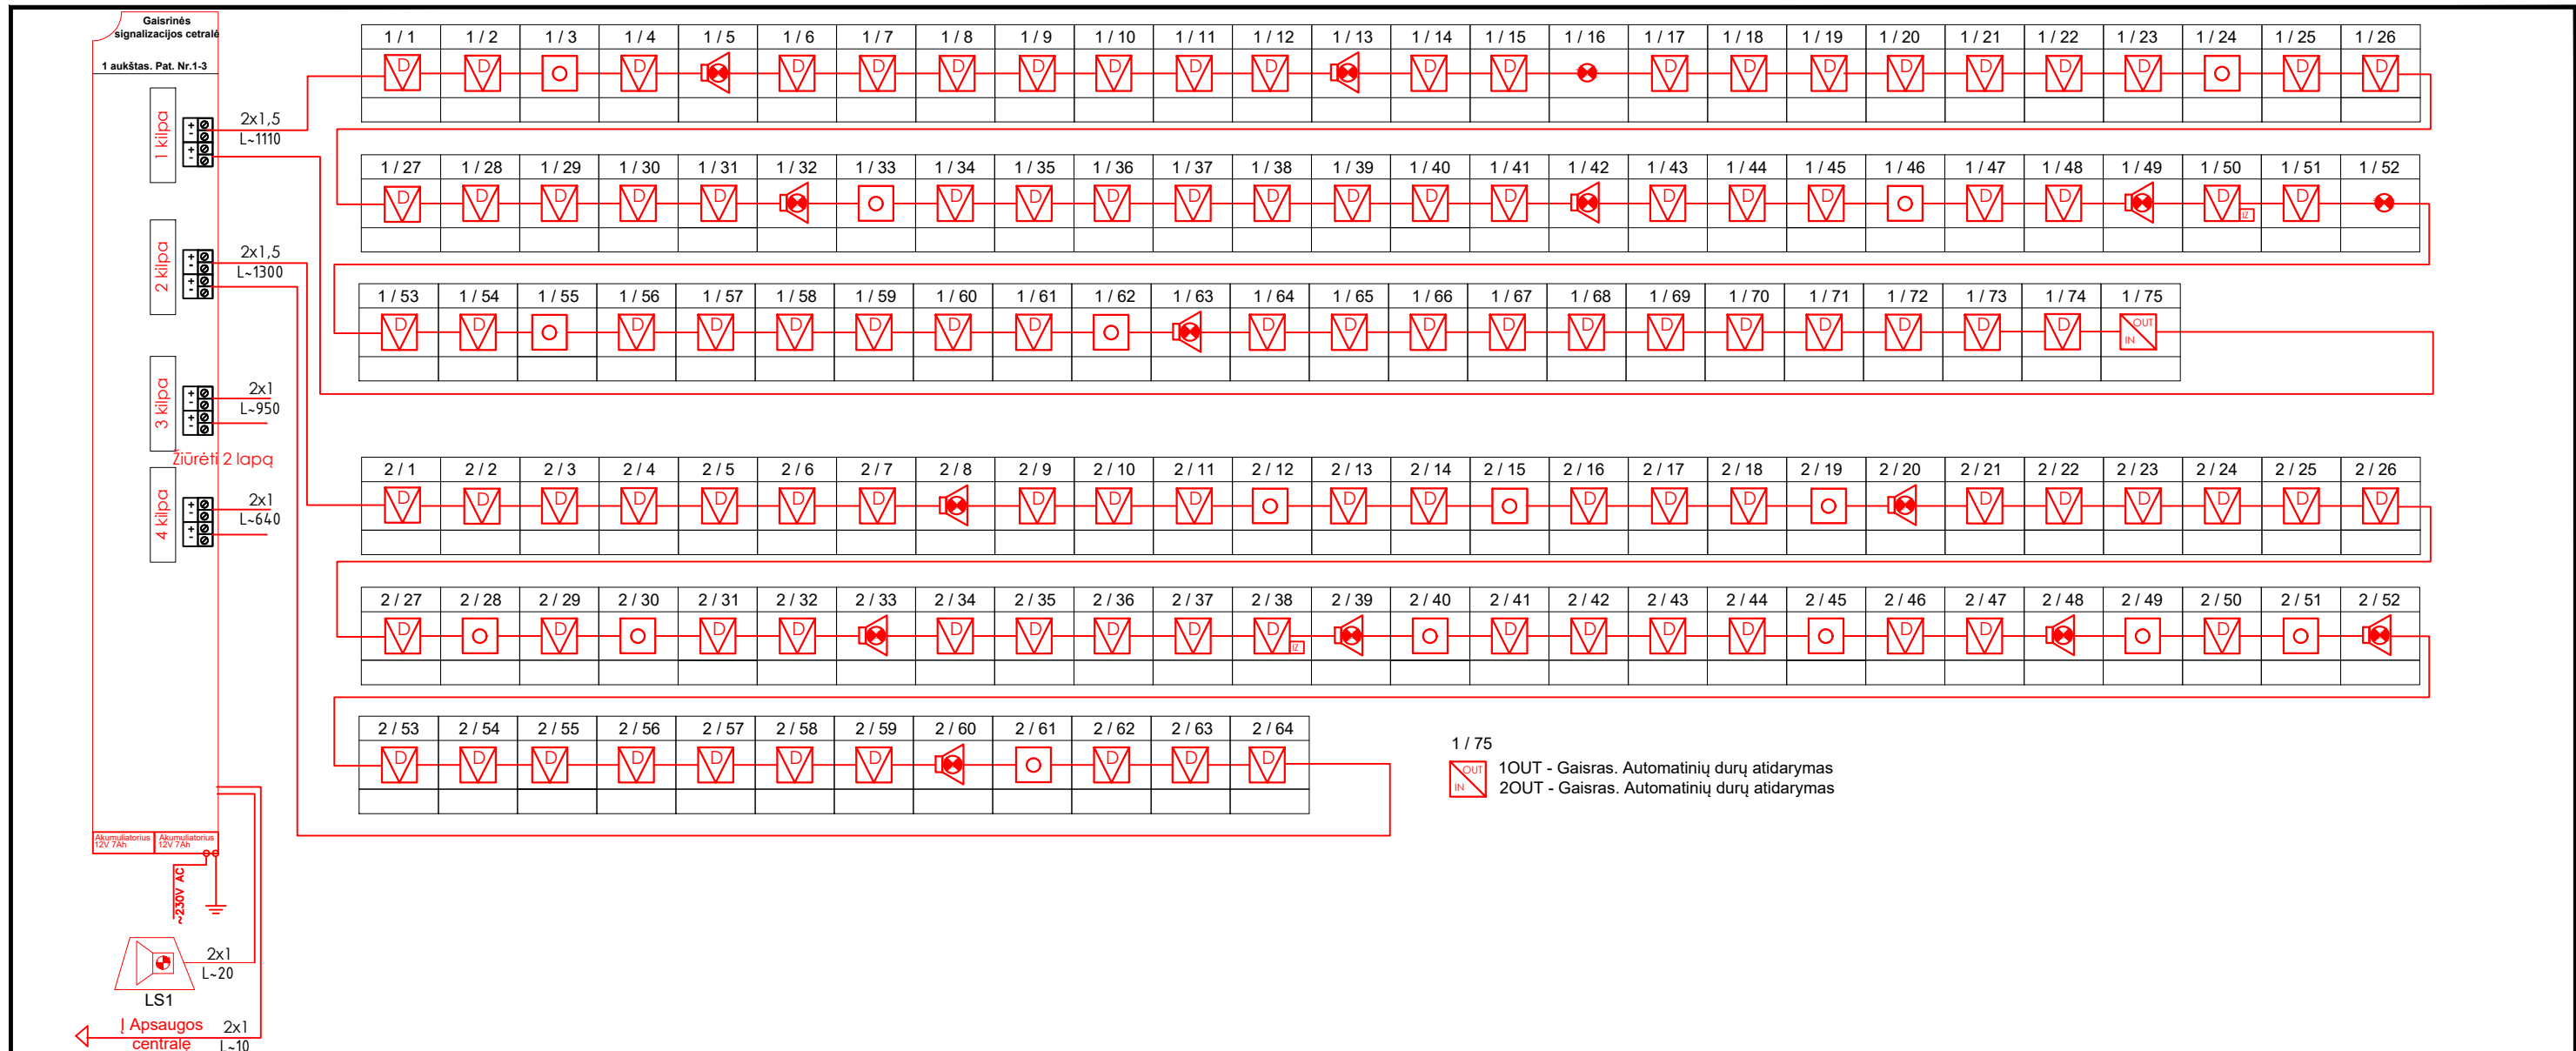 Gaisrinės
signalizacijos cetralė
1 aukštas. Pat. Nr.1-3
1 kilpa
+
-
+
-
2x1,5
L~1110
2 kilpa
+
-
+
-
2x1,5
L~1300
3 kilpa
+
-
+
-
2x1
L~950
Žiūrėti 2 lapą
4 kilpa
+
-
+
-
2x1
L~640
Akumuliatorius
12V 7Ah
Akumuliatorius
12V 7Ah
~230V AC
2x1
L~20
LS1
Į Apsaugos
centralę
2x1
L~10
1 / 1 1 / 2 1 / 3 1 / 4 1 / 5 1 / 6 1 / 7 1 / 8 1 / 9 1 / 10 1 / 11 1 / 12 1 / 13 1 / 14 1 / 15 1 / 16 1 / 17 1 / 18 1 / 19 1 / 20 1 / 21 1 / 22 1 / 23 1 / 24 1 / 25 1 / 26
D D D D D D D D D D D D D D D D D D D D D
1 / 27 1 / 28 1 / 29 1 / 30 1 / 31 1 / 32 1 / 33 1 / 34 1 / 35 1 / 36 1 / 37 1 / 38 1 / 39 1 / 40 1 / 41 1 / 42 1 / 43 1 / 44 1 / 45 1 / 46 1 / 47 1 / 48 1 / 49 1 / 50 1 / 51 1 / 52
D D D D D D D D D D D D D D D D D D D IZ D
1 / 53 1 / 54 1 / 55 1 / 56 1 / 57 1 / 58 1 / 59 1 / 60 1 / 61 1 / 62 1 / 63 1 / 64 1 / 65 1 / 66 1 / 67 1 / 68 1 / 69 1 / 70 1 / 71 1 / 72 1 / 73 1 / 74 1 / 75
D D D D D D D D D D D D D D D D D D D OUT IN
2 / 1 2 / 2 2 / 3 2 / 4 2 / 5 2 / 6 2 / 7 2 / 8 2 / 9 2 / 10 2 / 11 2 / 12 2 / 13 2 / 14 2 / 15 2 / 16 2 / 17 2 / 18 2 / 19 2 / 20 2 / 21 2 / 22 2 / 23 2 / 24 2 / 25 2 / 26
D D D D D D D D D D D D D D D D D D D D D
2 / 27 2 / 28 2 / 29 2 / 30 2 / 31 2 / 32 2 / 33 2 / 34 2 / 35 2 / 36 2 / 37 2 / 38 2 / 39 2 / 40 2 / 41 2 / 42 2 / 43 2 / 44 2 / 45 2 / 46 2 / 47 2 / 48 2 / 49 2 / 50 2 / 51 2 / 52
D D D D D D D D D IZ D D D D D D D
2 / 53 2 / 54 2 / 55 2 / 56 2 / 57 2 / 58 2 / 59 2 / 60 2 / 61 2 / 62 2 / 63 2 / 64
D D D D D D D D D D
1 / 75
OUT IN
1OUT - Gaisras. Automatinių durų atidarymas
2OUT - Gaisras. Automatinių durų atidarymas